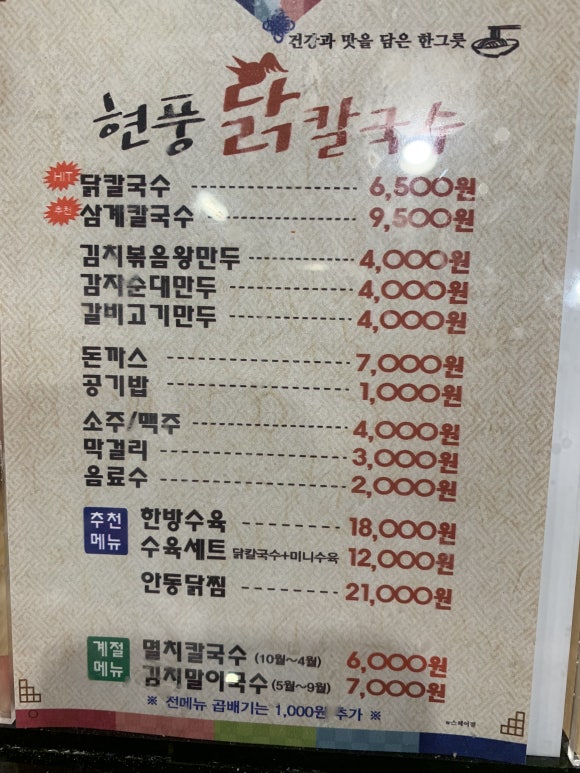 건강과 맛을 담은 한그릇
현풍 닭칼국수
HIT 닭칼국수 6,500원
추천 삼계칼국수 9,500원
김치볶음왕만두 4,000원
감자순대만두 4,000원
갈비고기만두 4,000원
돈까스 7,000원
공기밥 1,000원
소주/맥주 4,000원
막걸리 3,000원
음료수 2,000원
추천메뉴
한방수육 18,000원
수육세트 닭칼국수+미니수육 12,000원
안동닭찜 21,000원
계절메뉴
멸치칼국수 (10월~4월) 6,000원
김치말이국수 (5월~9월) 7,000원
※ 전메뉴 곱배기는 1,000원 추가 ※